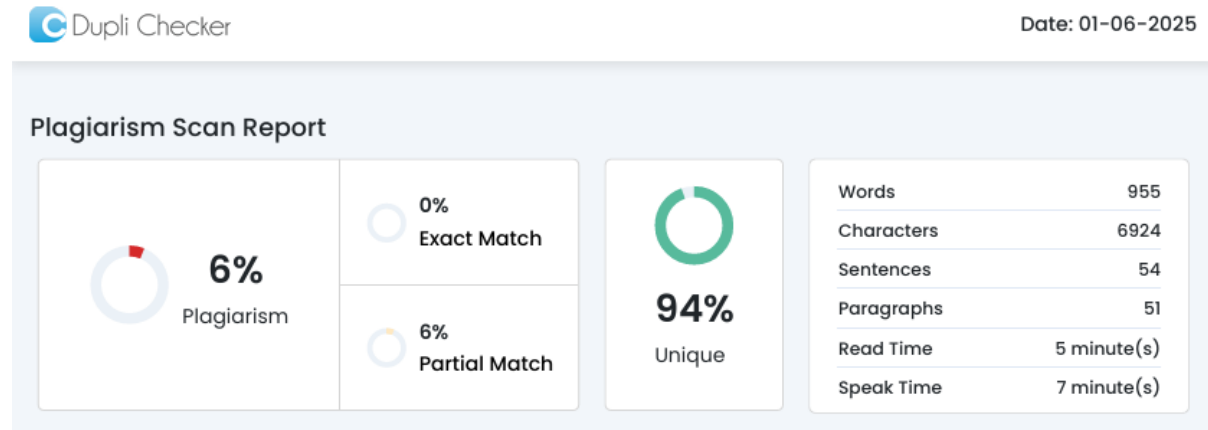 Dupli Checker
Date: 01-06-2025
Plagiarism Scan Report
6%
Plagiarism
0%
Exact Match
6%
Partial Match
94%
Unique
Words 955
Characters 6924
Sentences 54
Paragraphs 51
Read Time 5 minute(s)
Speak Time 7 minute(s)